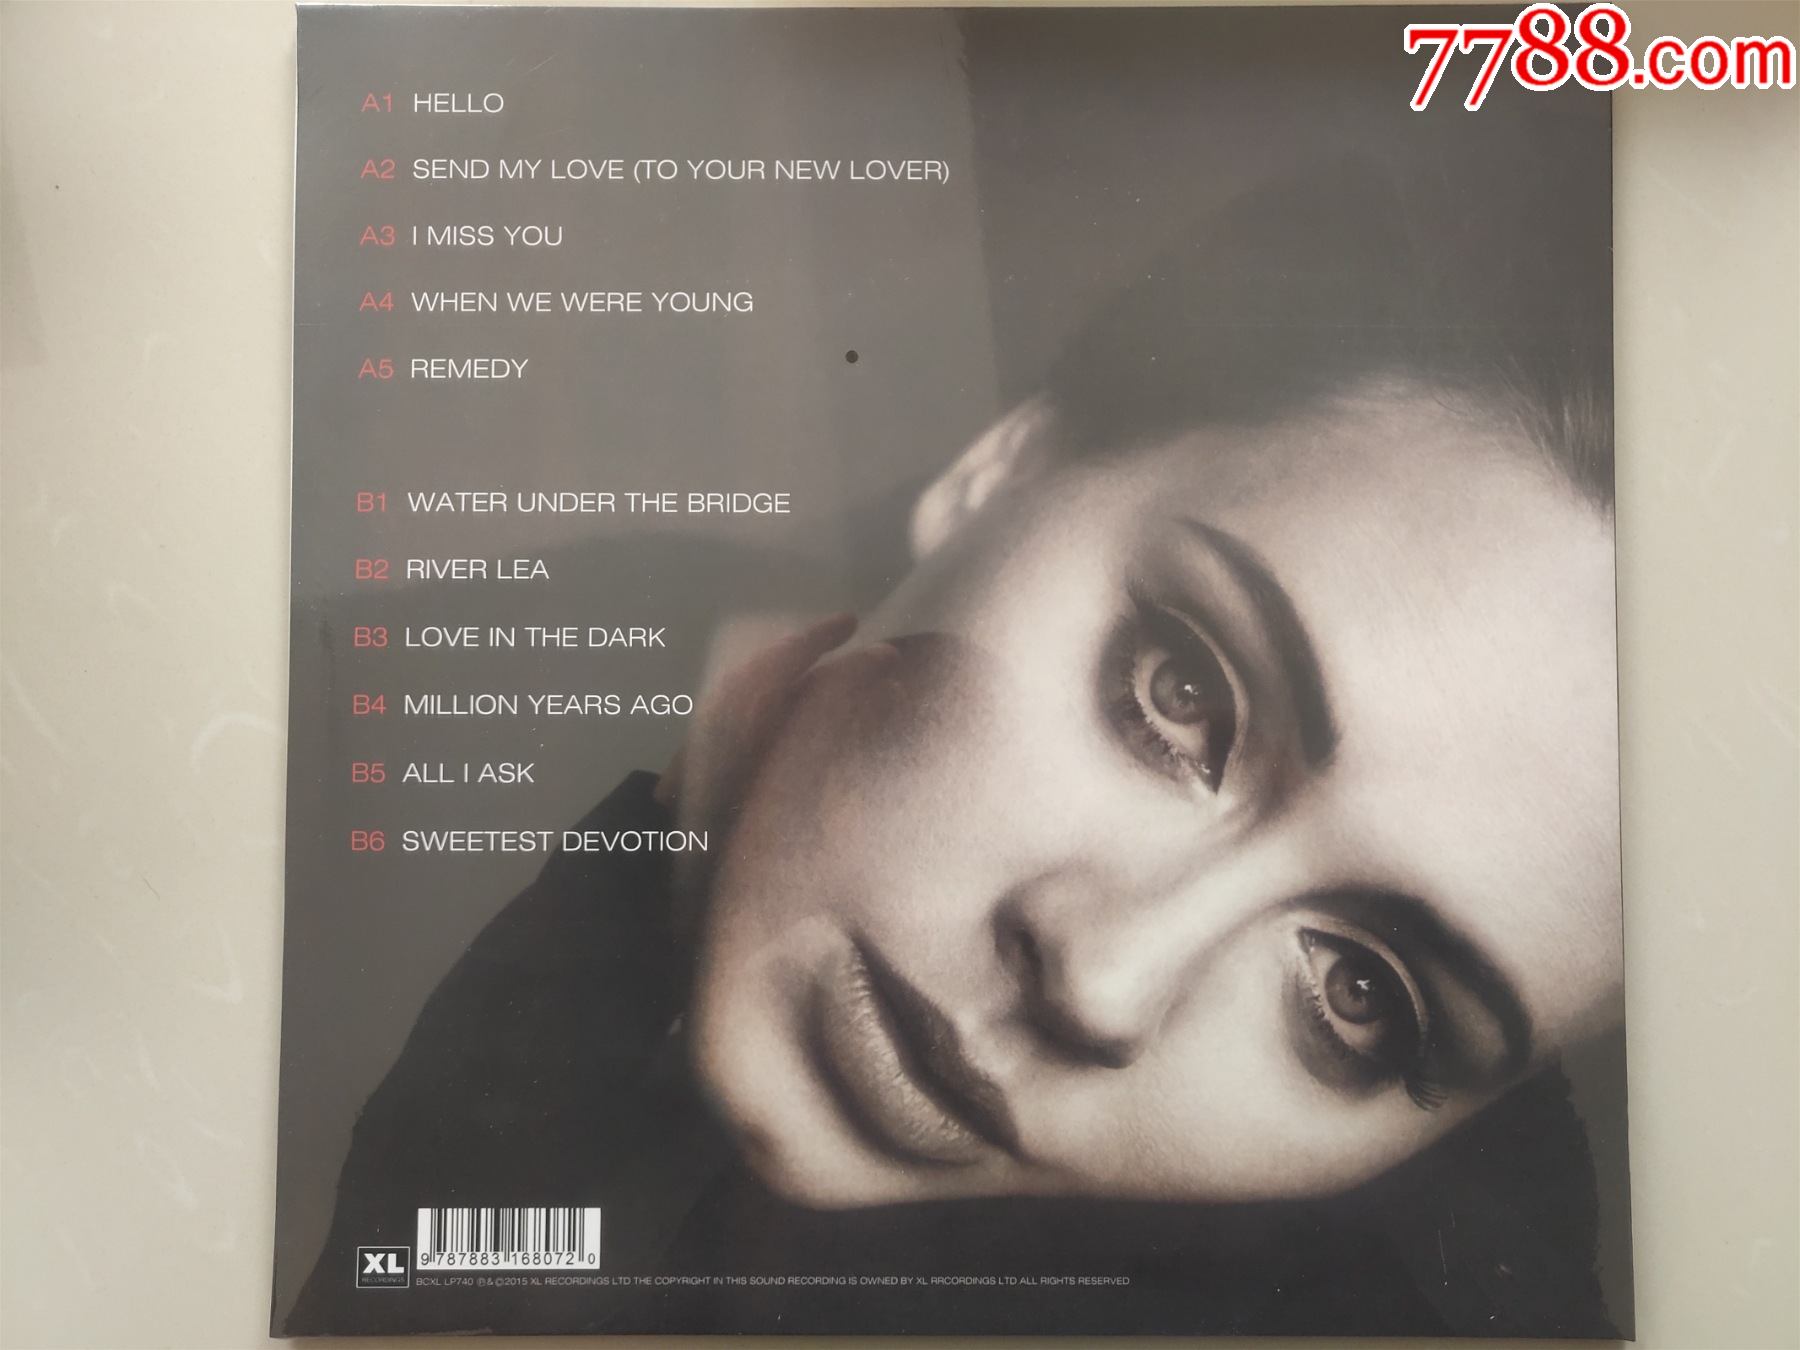 7788.com
A1 HELLO
A2 SEND MY LOVE (TO YOUR NEW LOVER)
A3 I MISS YOU
A4 WHEN WE WERE YOUNG
A5 REMEDY
B1 WATER UNDER THE BRIDGE
B2 RIVER LEA
B3 LOVE IN THE DARK
B4 MILLION YEARS AGO
B5 ALL I ASK
B6 SWEETEST DEVOTION
9 787883 168072 0
XL
RECORDINGS
BCXL LP740 ℗&©2015 XL RECORDINGS LTD THE COPYRIGHT IN THIS SOUND RECORDING IS OWNED BY XL RRCORDINGS LTD ALL RIGHTS RESERVED